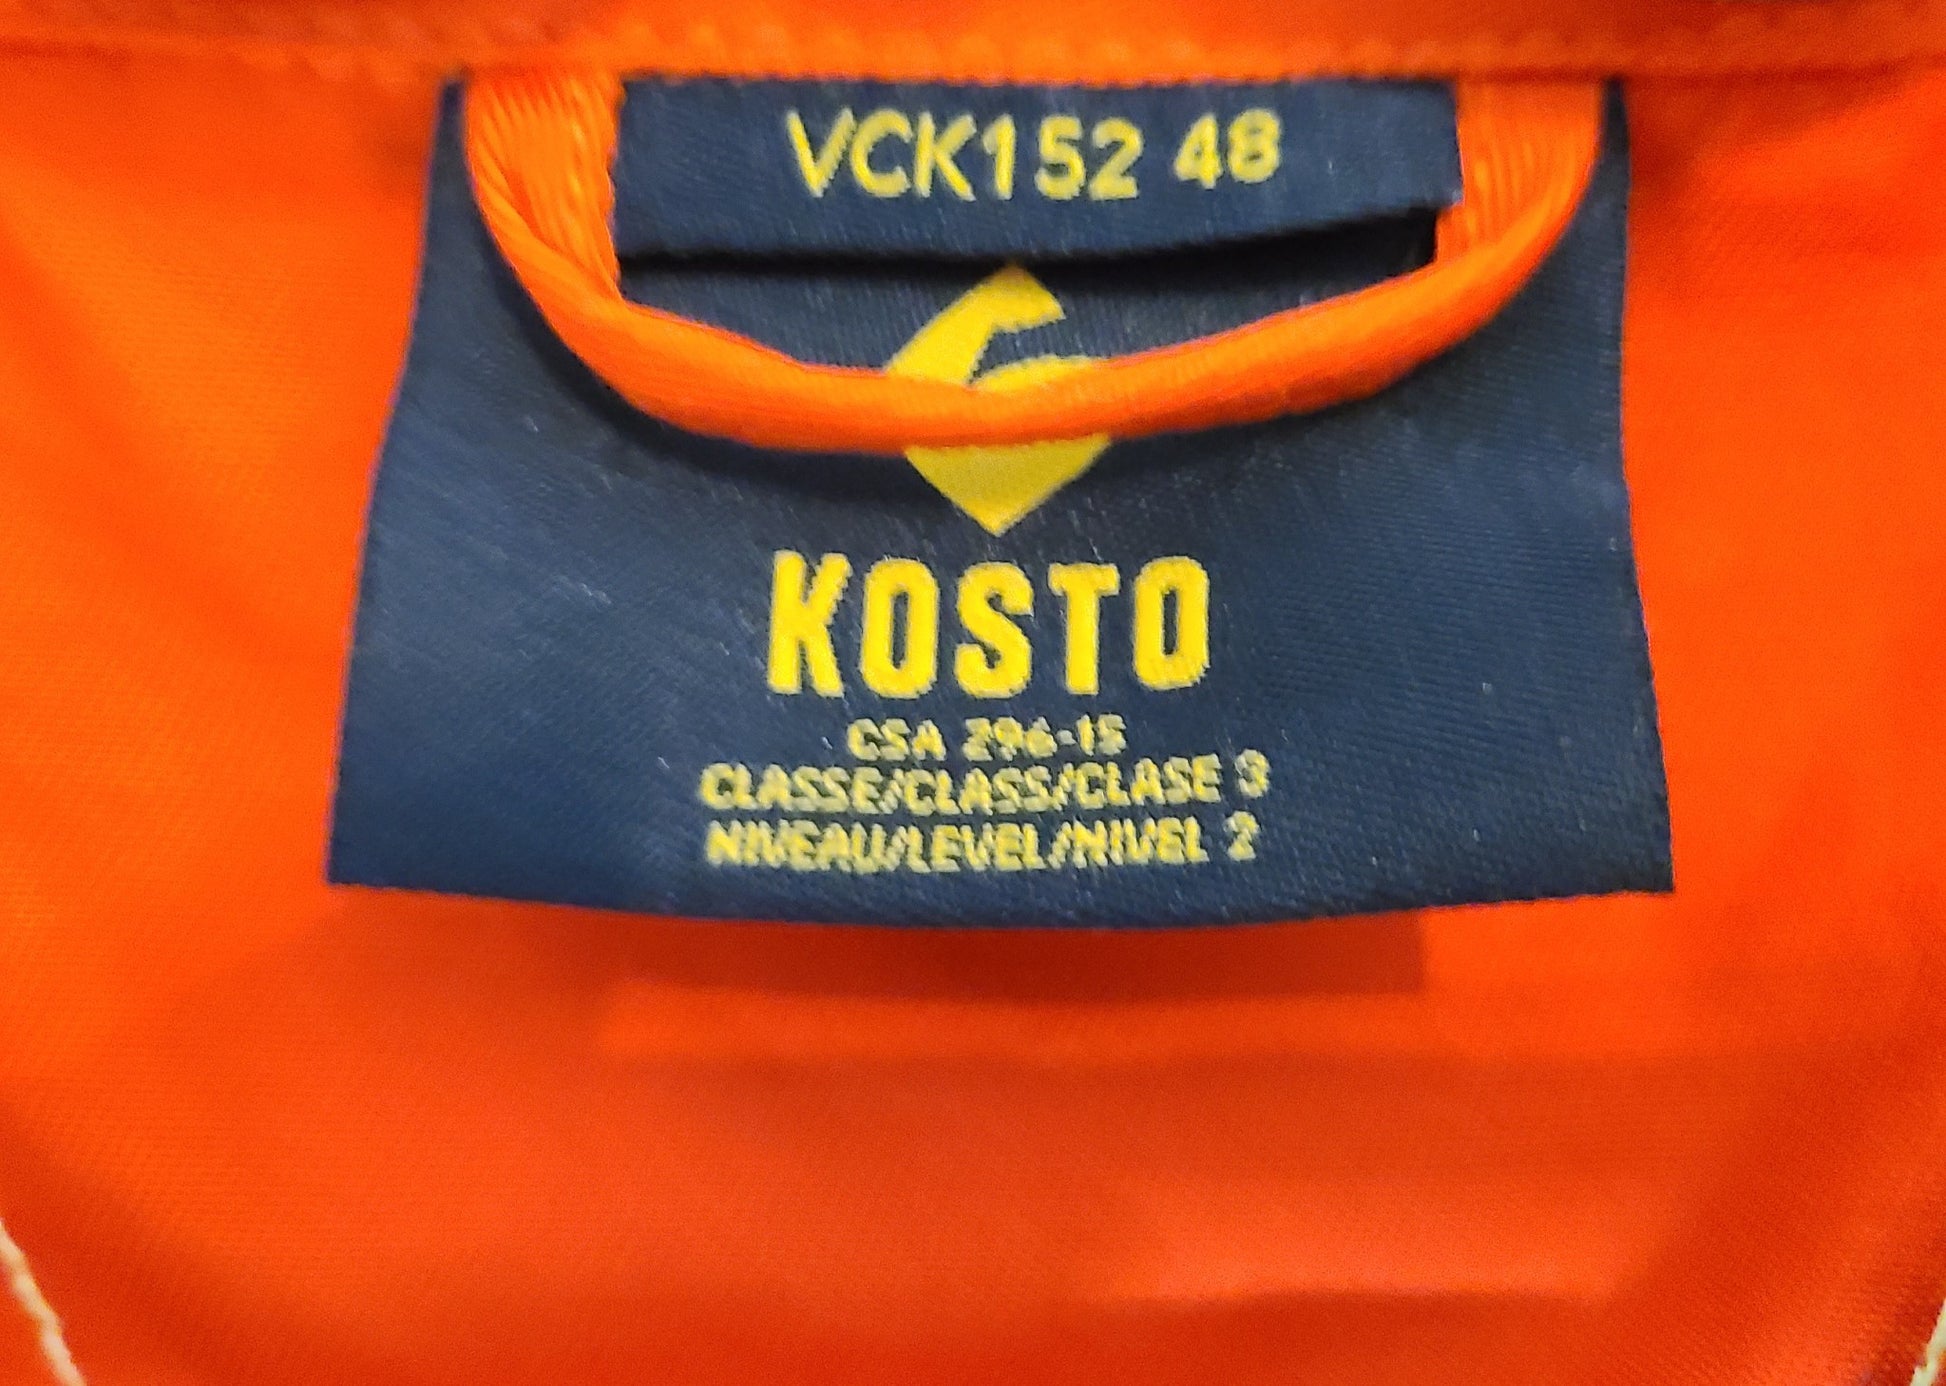 VCK152 48
KOSTO
CSA Z96-15
CLASSE/CLASS/CLASE 3
NIVEAU/LEVEL/NIVEL 2